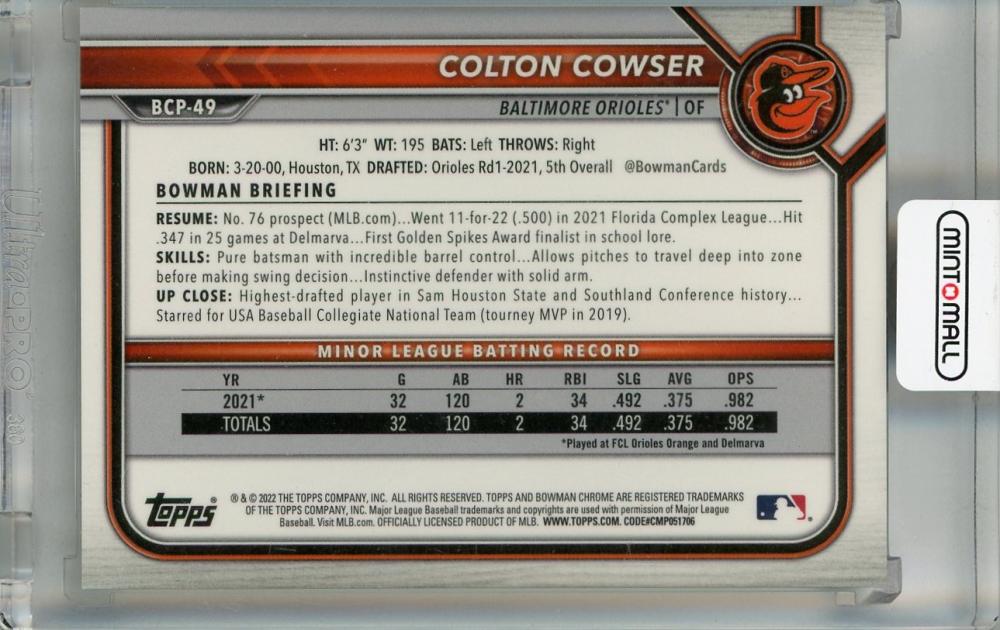 COLTON COWSER
BCP-49
BALTIMORE ORIOLES® | OF
HT: 6'3" WT: 195 BATS: Left THROWS: Right
BORN: 3-20-00, Houston, TX DRAFTED: Orioles Rd1-2021, 5th Overall @BowmanCards
BOWMAN BRIEFING
RESUME: No. 76 prospect (MLB.com)...Went 11-for-22 (.500) in 2021 Florida Complex League...Hit
.347 in 25 games at Delmarva...First Golden Spikes Award finalist in school lore.
SKILLS: Pure batsman with incredible barrel control...Allows pitches to travel deep into zone
before making swing decision...Instinctive defender with solid arm.
UP CLOSE: Highest-drafted player in Sam Houston State and Southland Conference history...
Starred for USA Baseball Collegiate National Team (tourney MVP in 2019).
MINOR LEAGUE BATTING RECORD
YR G AB HR RBI SLG AVG OPS
2021* 32 120 2 34 .492 .375 .982
TOTALS 32 120 2 34 .492 .375 .982
*Played at FCL Orioles Orange and Delmarva
TOPPS®
® & © 2022 THE TOPPS COMPANY, INC. ALL RIGHTS RESERVED. TOPPS AND BOWMAN CHROME ARE REGISTERED TRADEMARKS
OF THE TOPPS COMPANY, INC. Major League Baseball trademarks and copyrights are used with permission of Major League
Baseball. Visit MLB.com. OFFICIALLY LICENSED PRODUCT OF MLB. WWW.TOPPS.COM. CODE#CMP051706
MINT MALL
Ultra PRO
360